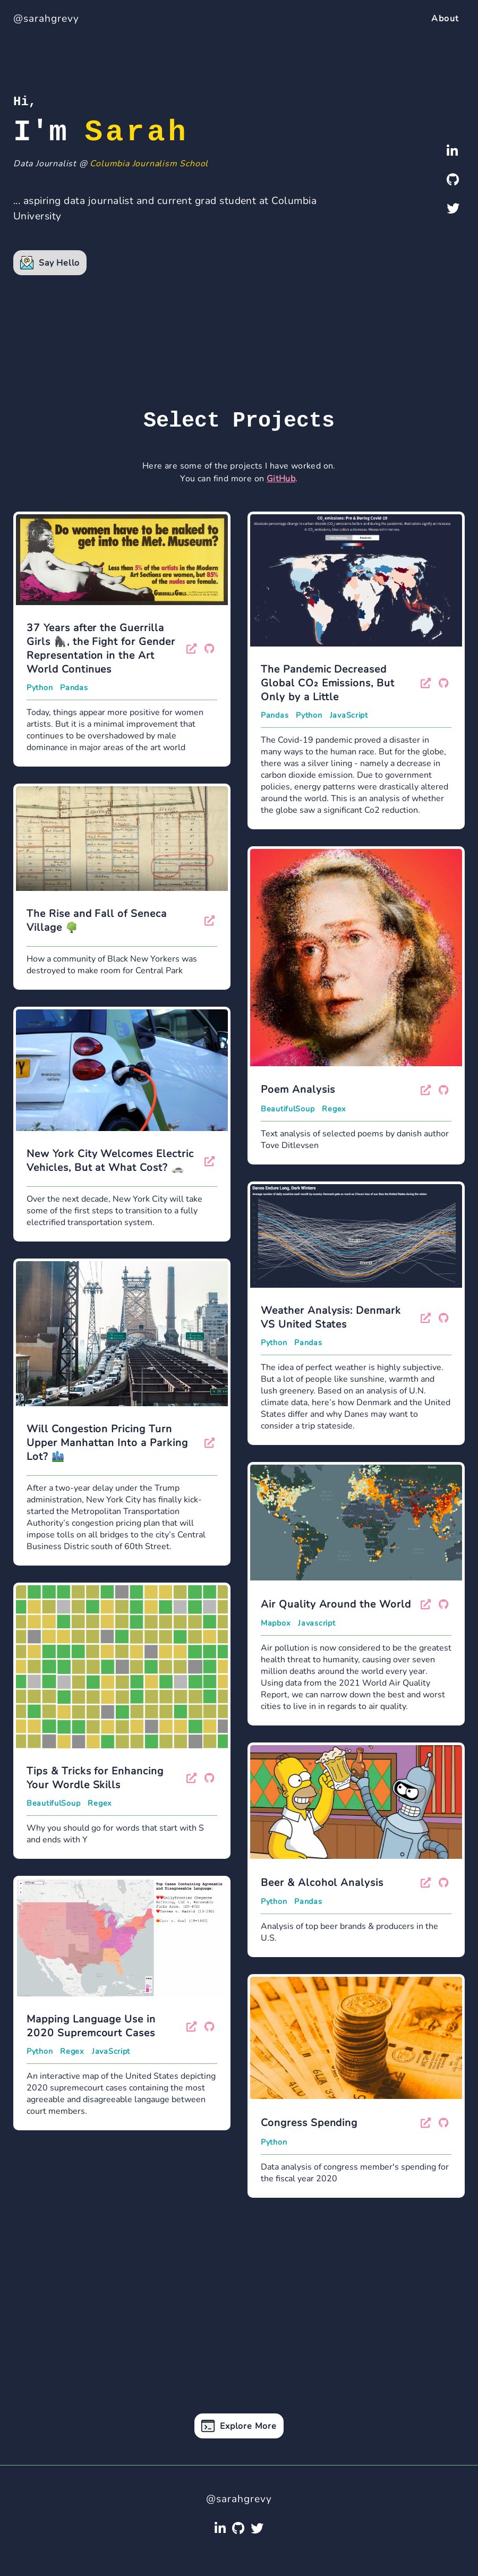 @sarahgrevy
About
Hi,
I'm Sarah
Data Journalist @ Columbia Journalism School
... aspiring data journalist and current grad student at Columbia
University
Say Hello
Select Projects
Here are some of the projects I have worked on.
You can find more on GitHub.
Do women have to be naked to
get into the Met. Museum?
Less than 5% of the artists in the Modern
Art Sections are women, but 85%
of the nudes are female.
37 Years after the Guerrilla
Girls 🦍, the Fight for Gender
Representation in the Art
World Continues
Python Pandas
Today, things appear more positive for women
artists. But it is a minimal improvment that
continues to be overshadowed by male
dominance in major areas of the art world
The Rise and Fall of Seneca
Village 🌳
How a community of Black New Yorkers was
destroyed to make room for Central Park
New York City Welcomes Electric
Vehicles, But at What Cost? 🚗
Over the next decade, New York City will take
some of the first steps to transition to a fully
electrified transportation system.
Will Congestion Pricing Turn
Upper Manhattan Into a Parking
Lot? 🏙️
After a two-year delay under the Trump
administration, New York City has finally kick-
started the Metropolitan Transportation
Authority's congestion pricing plan that will
impose tolls on all bridges to the city's Central
Business Distric south of 60th Street.
Tips & Tricks for Enhancing
Your Wordle Skills
BeautifulSoup Regex
Why you should go for words that start with S
and ends with Y
Top Cases Containing Agreeable
and Disagreeable Language:
Mapping Language Use in
2020 Supremcourt Cases
Python Regex JavaScript
An interactive map of the United States depicting
2020 supremecourt cases containing the most
agreeable and disagreeable langauge between
court members.
CO₂ emissions: Pre & During Covid-19
The Pandemic Decreased
Global CO₂ Emissions, But
Only by a Little
Pandas Python JavaScript
The Covid-19 pandemic proved a disaster in
many ways to the human race. But for the globe,
there was a silver lining - namely a decrease in
carbon dioxide emission. Due to government
policies, energy patterns were drastically altered
around the world. This is an analysis of whether
the globe saw a significant Co2 reduction.
Poem Analysis
BeautifulSoup Regex
Text analysis of selected poems by danish author
Tove Ditlevsen
Danes Endure Long, Dark Winters
Weather Analysis: Denmark
VS United States
Python Pandas
The idea of perfect weather is highly subjective.
But a lot of people like sunshine, warmth and
lush greenery. Based on an analysis of U.N.
climate data, here's how Denmark and the United
States differ and why Danes may want to
consider a trip stateside.
Air Quality Around the World
Mapbox Javascript
Air pollution is now considered to be the greatest
health threat to humanity, causing over seven
million deaths around the world every year.
Using data from the 2021 World Air Quality
Report, we can narrow down the best and worst
cities to live in in regards to air quality.
Beer & Alcohol Analysis
Python Pandas
Analysis of top beer brands & producers in the
U.S.
Congress Spending
Python
Data analysis of congress member's spending for
the fiscal year 2020
Explore More
@sarahgrevy